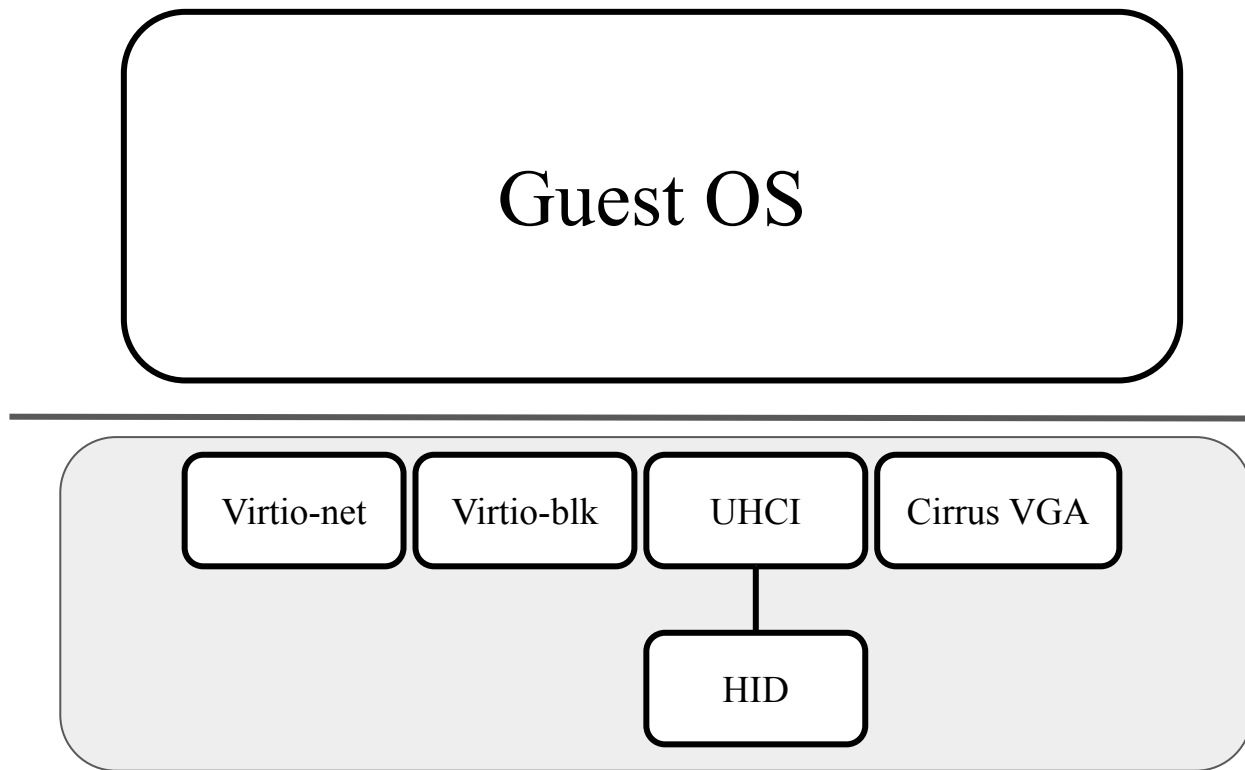 Guest OS
Virtio-net
Virtio-blk
UHCI
Cirrus VGA
HID